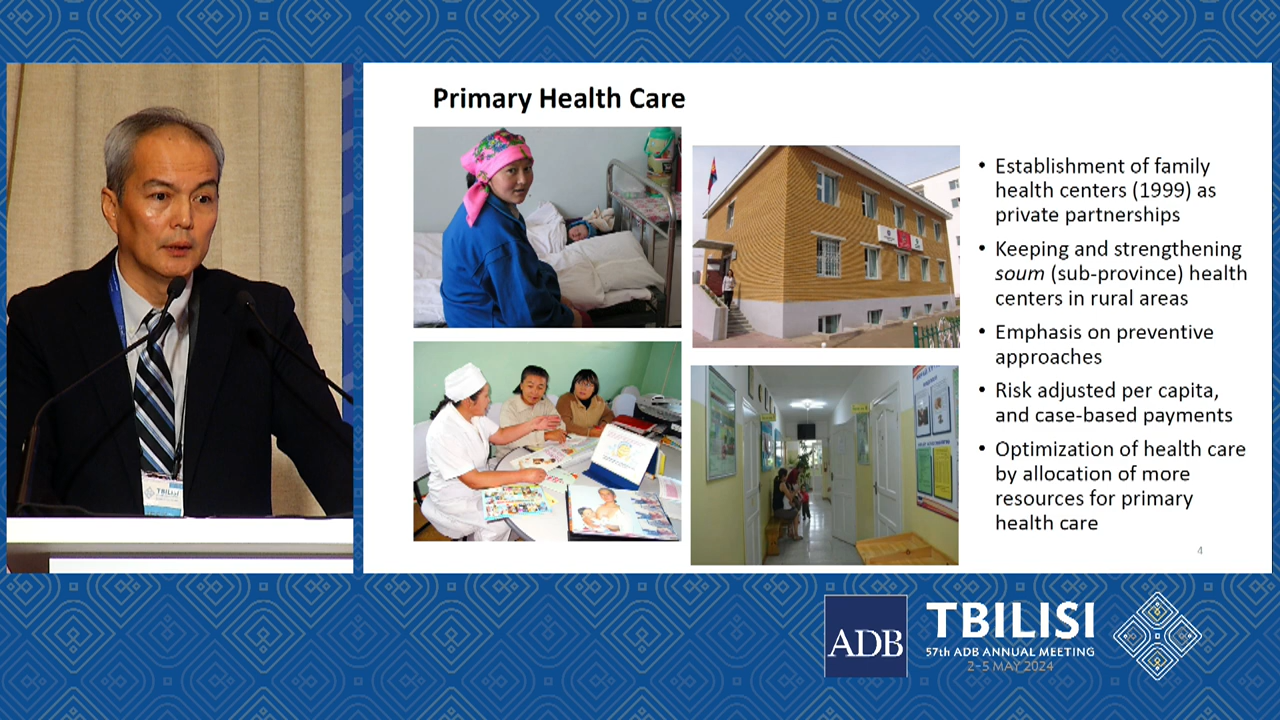 Primary Health Care
• Establishment of family
health centers (1999) as
private partnerships
• Keeping and strengthening
soum (sub-province) health
centers in rural areas
• Emphasis on preventive
approaches
• Risk adjusted per capita,
and case-based payments
• Optimization of health care
by allocation of more
resources for primary
health care
4
TBILISI
ADB
TBILISI
57th ADB ANNUAL MEETING
2-5 MAY 2024